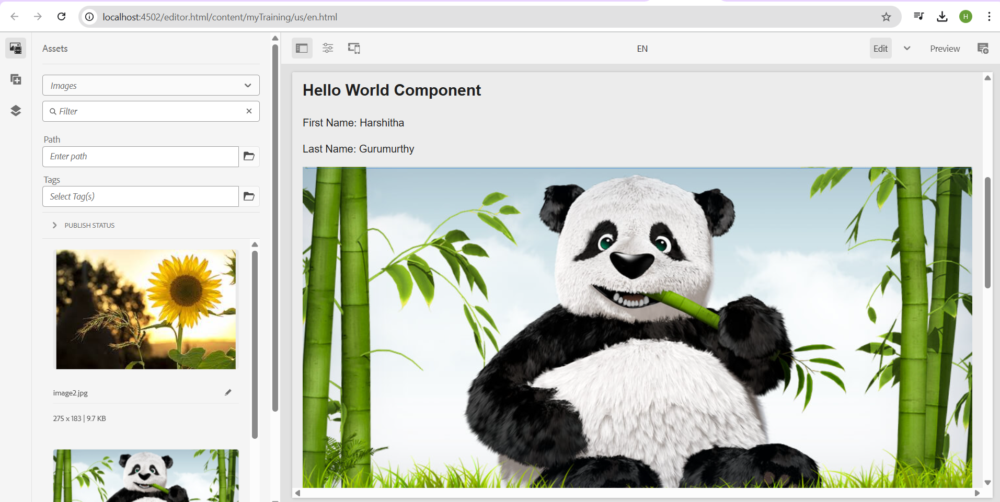 localhost:4502/editor.html/content/myTraining/us/en.html
H
Assets
Images
Filter
Path
Enter path
Tags
Select Tag(s)
PUBLISH STATUS
image2.jpg
275 x 183 | 9.7 KB
EN
Edit
Preview
Hello World Component
First Name: Harshitha
Last Name: Gurumurthy